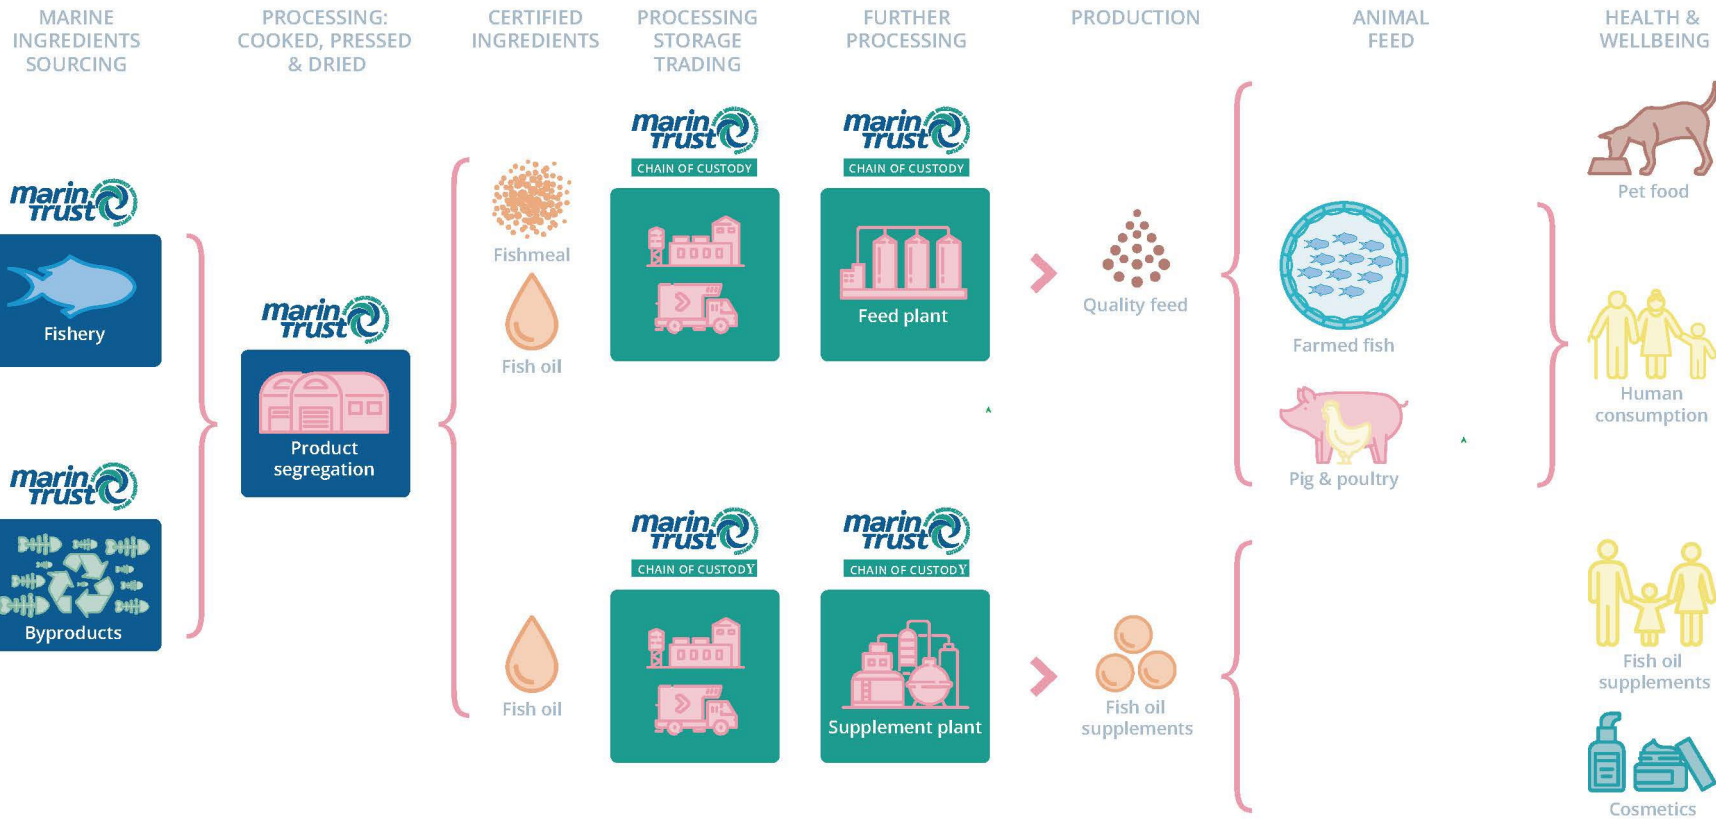 MARINE
INGREDIENTS
SOURCING
PROCESSING:
COOKED, PRESSED
& DRIED
CERTIFIED
INGREDIENTS
PROCESSING
STORAGE
TRADING
FURTHER
PROCESSING
PRODUCTION
ANIMAL
FEED
HEALTH &
WELLBEING
marin
TRUST
Fishery
marin
TRUST
Byproducts
marin
TRUST
Product
segregation
Fishmeal
Fish oil
marin
TRUST
CHAIN OF CUSTODY
marin
TRUST
CHAIN OF CUSTODY
Feed plant
Quality feed
Farmed fish
Pig & poultry
Pet food
Human
consumption
Fish oil
marin
TRUST
CHAIN OF CUSTODY
marin
TRUST
CHAIN OF CUSTODY
Supplement plant
Fish oil
supplements
Fish oil
supplements
Cosmetics